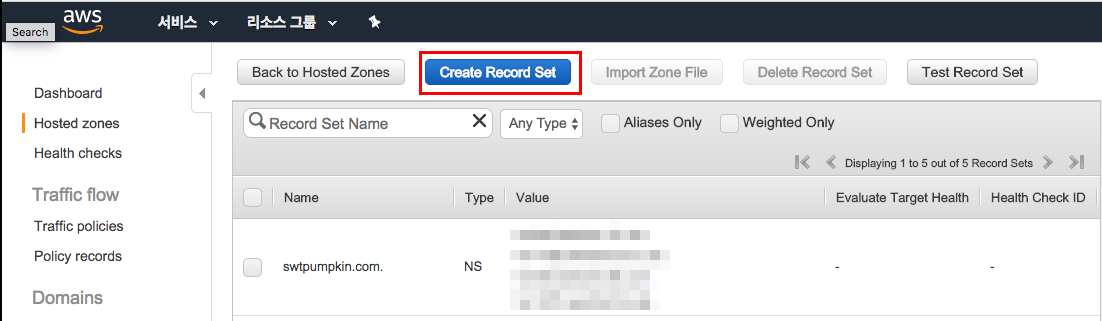 aws 서비스 리소스 그룹
Search
Back to Hosted Zones Create Record Set Import Zone File Delete Record Set Test Record Set
Dashboard
Hosted zones
Health checks
Traffic flow
Traffic policies
Policy records
Domains
Record Set Name Any Type Aliases Only Weighted Only
Displaying 1 to 5 out of 5 Record Sets
Name Type Value Evaluate Target Health Health Check ID
swtpumpkin.com. NS - -